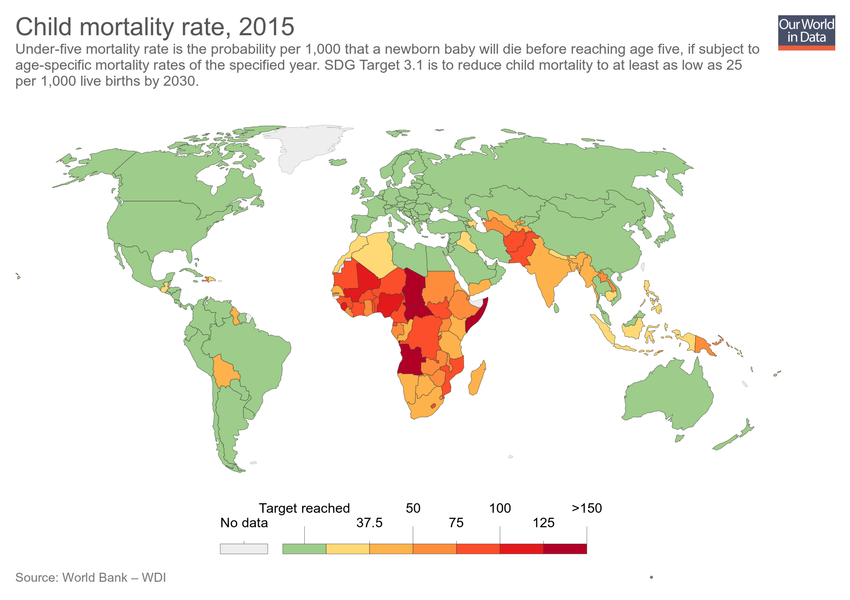 Child mortality rate, 2015
Our World
in Data
Under-five mortality rate is the probability per 1,000 that a newborn baby will die before reaching age five, if subject to
age-specific mortality rates of the specified year. SDG Target 3.1 is to reduce child mortality to at least as low as 25
per 1,000 live births by 2030.
Target reached 50 100 >150
No data 37.5 75 125
Source: World Bank – WDI